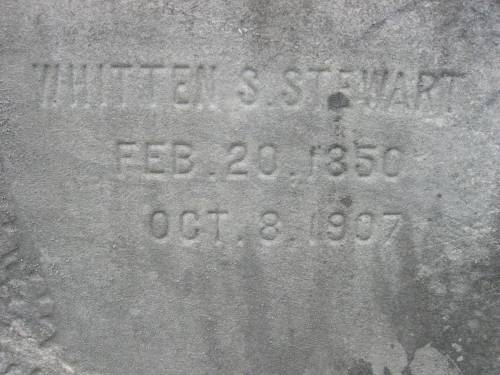 WHITTEN S. STEWART
FEB. 20, 1850
OCT. 8. 1907